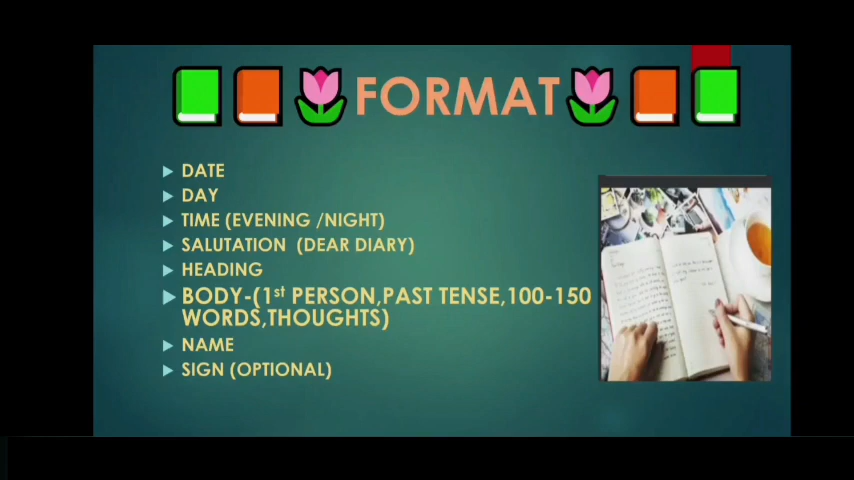 FORMAT
DATE
DAY
TIME (EVENING /NIGHT)
SALUTATION (DEAR DIARY)
HEADING
BODY-(1st PERSON,PAST TENSE,100-150
WORDS,THOUGHTS)
NAME
SIGN (OPTIONAL)